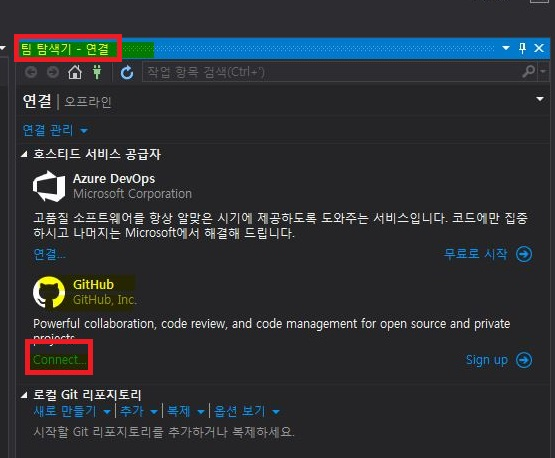 팀 탐색기 - 연결
작업 항목 검색(Ctrl+')
연결 | 오프라인
연결 관리
호스티드 서비스 공급자
Azure DevOps
Microsoft Corporation
고품질 소프트웨어를 항상 알맞은 시기에 제공하도록 도와주는 서비스입니다. 코드에만 집중
하시고 나머지는 Microsoft에서 해결해 드립니다.
연결... 무료로 시작
GitHub
GitHub, Inc.
Powerful collaboration, code review, and code management for open source and private
projects.
Connect... Sign up
로컬 Git 리포지토리
새로 만들기 | 추가 | 복제 | 옵션 보기
시작할 Git 리포지토리를 추가하거나 복제하세요.